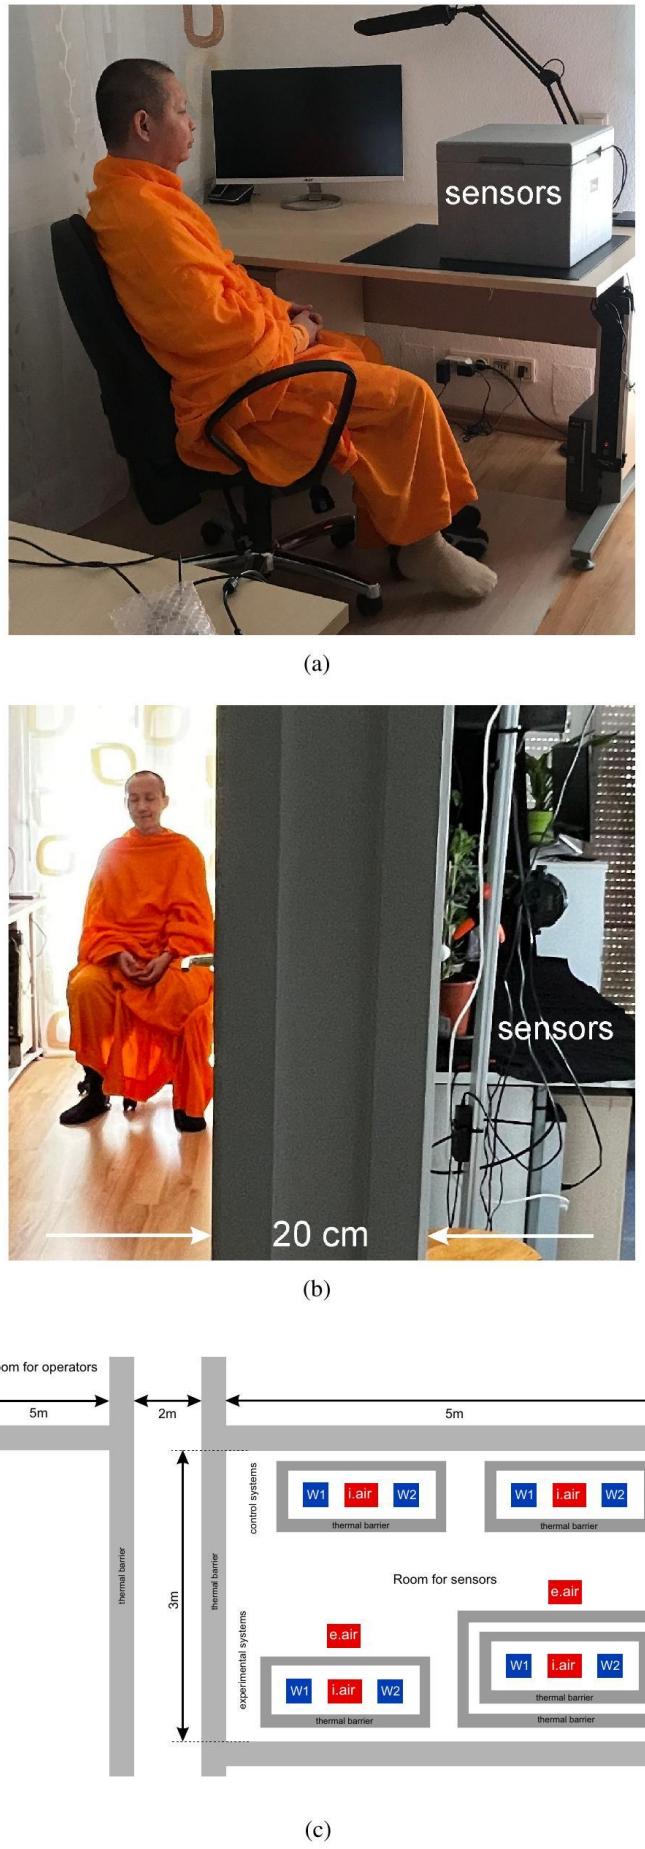 sensors
(a)
sensors
20 cm
(b)
om for operators
5m
2m
5m
control systems
W1 i.air W2
thermal barrier
W1 i.air W2
thermal barrier
thermal barrier
thermal barrier
3m
Room for sensors
experimental systems
e.air
e.air
W1 i.air W2
thermal barrier
W1 i.air W2
thermal barrier
thermal barrier
(c)